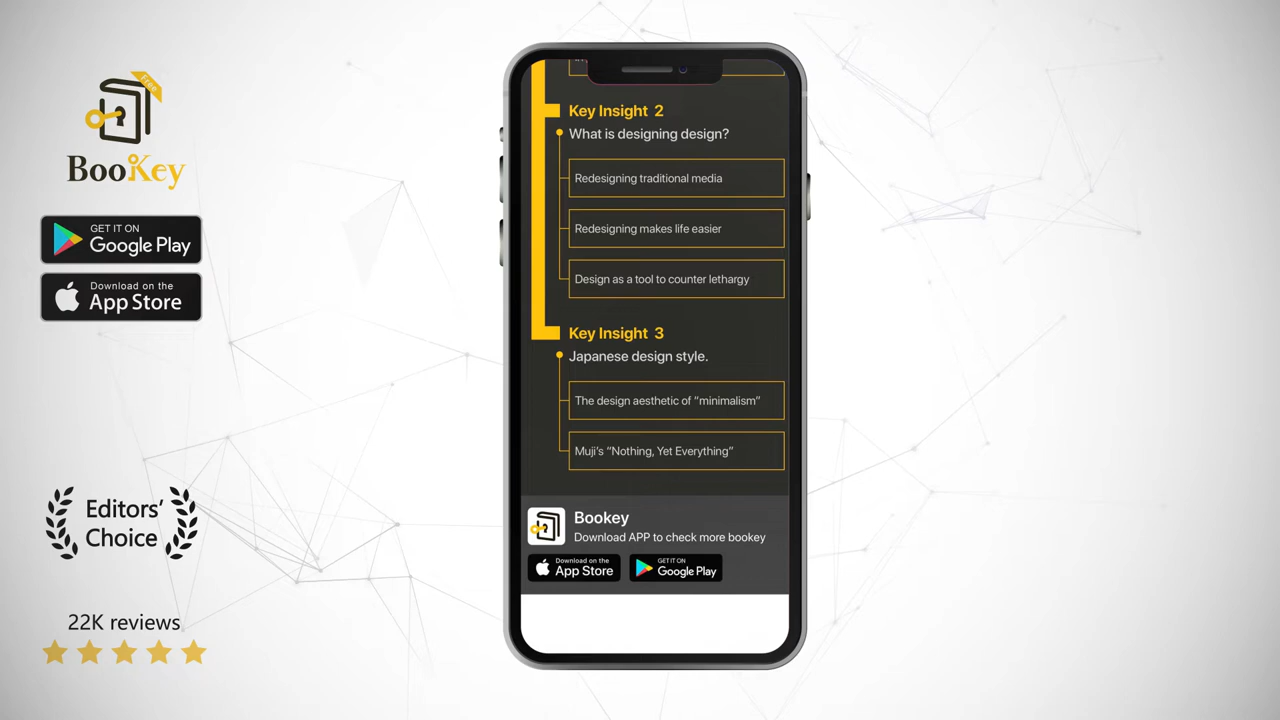 Free
BooKey
GET IT ON
Google Play
Download on the
App Store
Editors’
Choice
22K reviews
Key Insight 2
What is designing design?
Redesigning traditional media
Redesigning makes life easier
Design as a tool to counter lethargy
Key Insight 3
Japanese design style.
The design aesthetic of “minimalism”
Muji’s “Nothing, Yet Everything”
Bookey
Download APP to check more bookey
Download on the
App Store
GET IT ON
Google Play